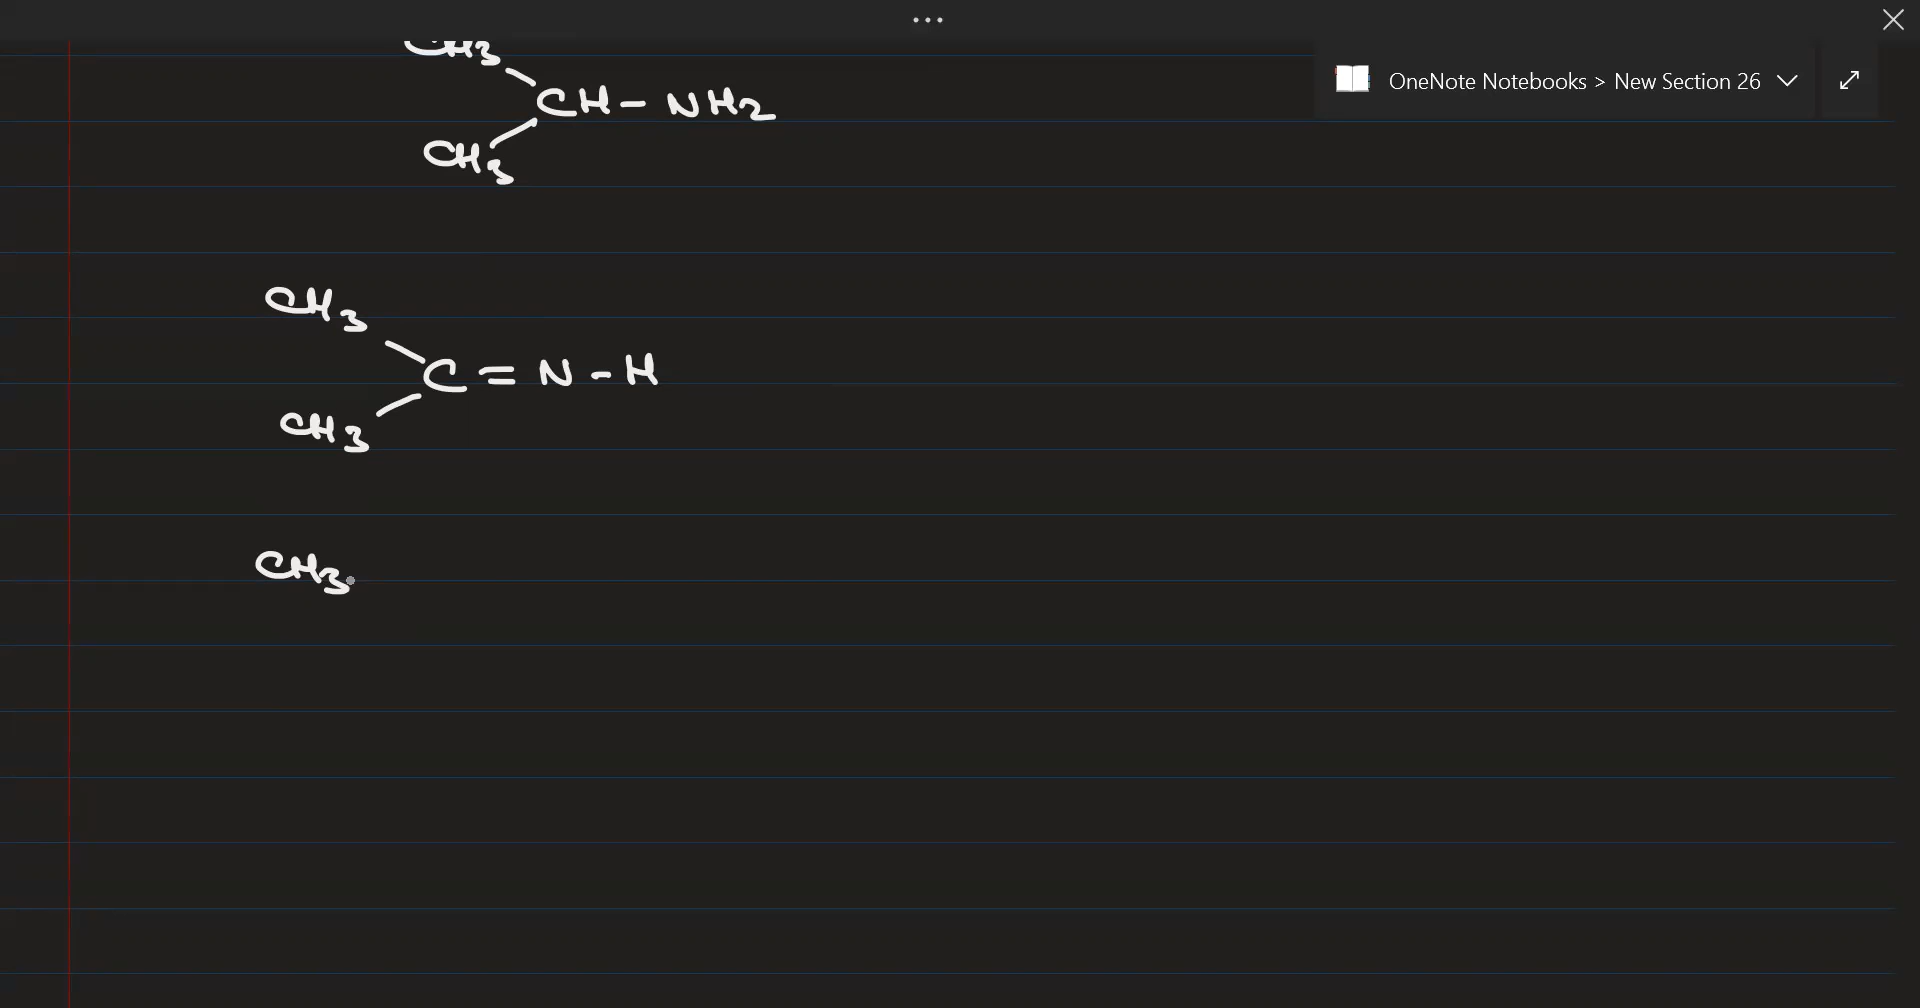 OneNote Notebooks > New Section 26
CH3
CH - NH2
CH3
CH3
C = N - H
CH3
CH3